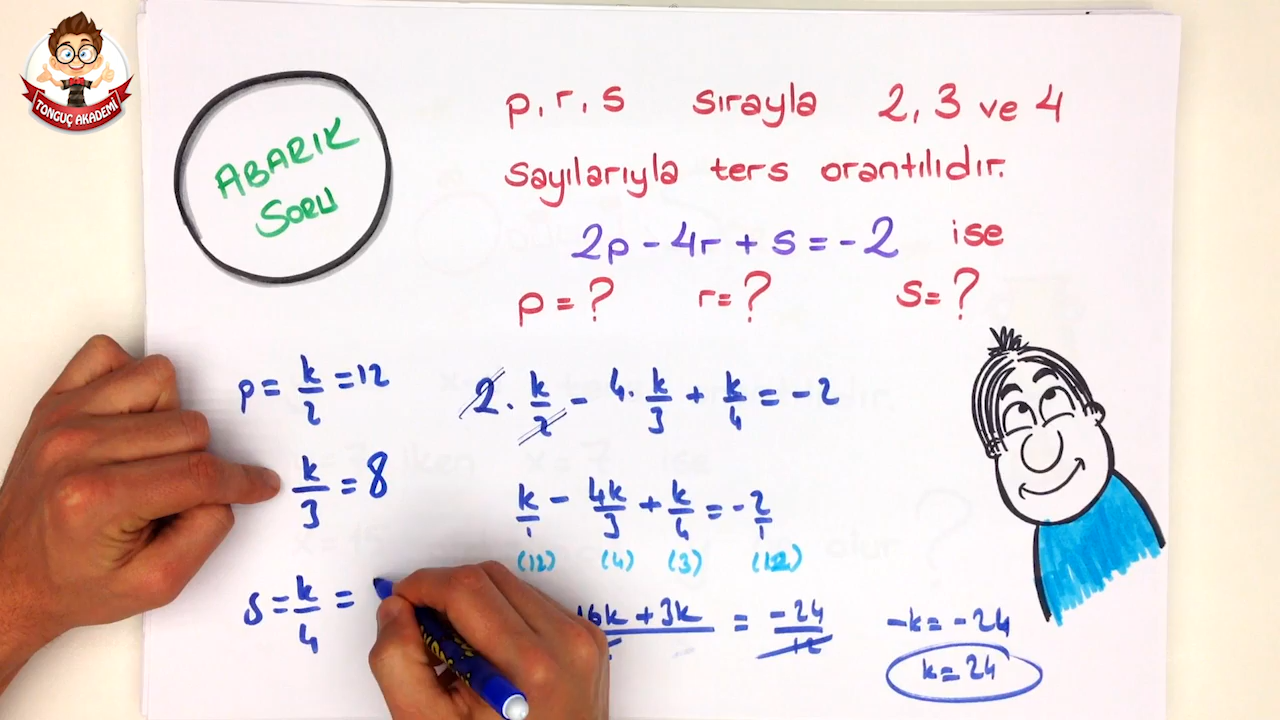 TONGUÇ AKADEMİ
ABARIK
SORU
p, r, s sırayla 2, 3 ve 4
sayılarıyla ters orantılıdır.
2p - 4r + s = -2 ise
p = ? r = ? s = ?
p = k/2 = 12
k/3 = 8
s = k/4 =
2 . k/2 - 4 . k/3 + k/4 = -2
k/1 - 4k/3 + k/4 = -2/1
(12) (4) (3) (12)
16k + 3k = -24/12
-k = -24
k = 24